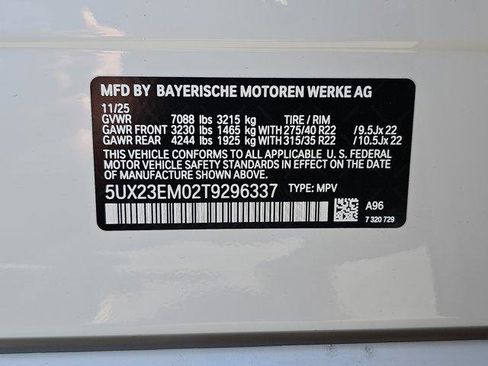 MFD BY BAYERISCHE MOTOREN WERKE AG
11/25
GVWR 7088 lbs 3215 kg TIRE / RIM
GAWR FRONT 3230 lbs 1465 kg WITH 275/40 R22 / 9.5Jx 22
GAWR REAR 4244 lbs 1925 kg WITH 315/35 R22 / 10.5Jx 22
THIS VEHICLE CONFORMS TO ALL APPLICABLE U. S. FEDERAL
MOTOR VEHICLE SAFETY STANDARDS IN EFFECT ON THE
DATE OF MANUFACTURE SHOWN ABOVE.
5UX23EM02T9296337 TYPE: MPV
A96
7 320 729